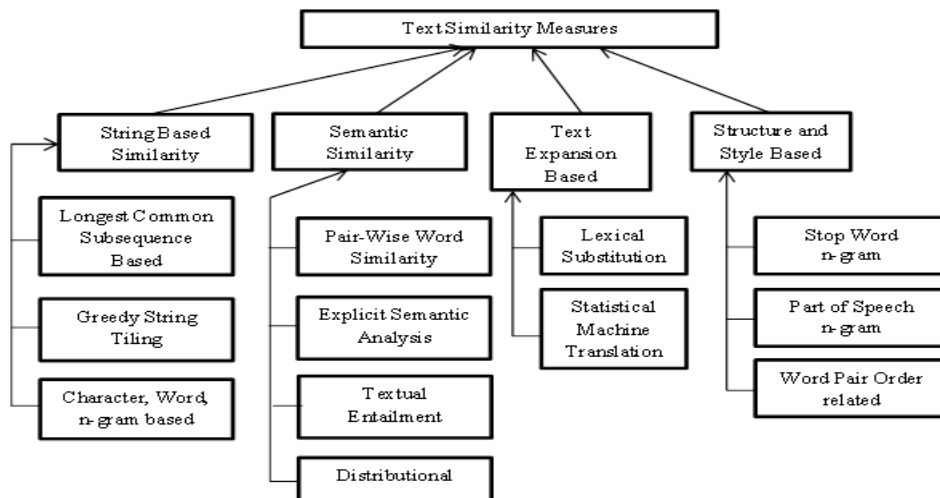 Text Similarity Measures
String Based
Similarity
Semantic
Similarity
Text
Expansion
Based
Structure and
Style Based
Longest Common
Subsequence
Based
Greedy String
Tiling
Character, Word,
n-gram based
Pair-Wise Word
Similarity
Explicit Semantic
Analysis
Textual
Entailment
Distributional
Lexical
Substitution
Statistical
Machine
Translation
Stop Word
n-gram
Part of Speech
n-gram
Word Pair Order
related